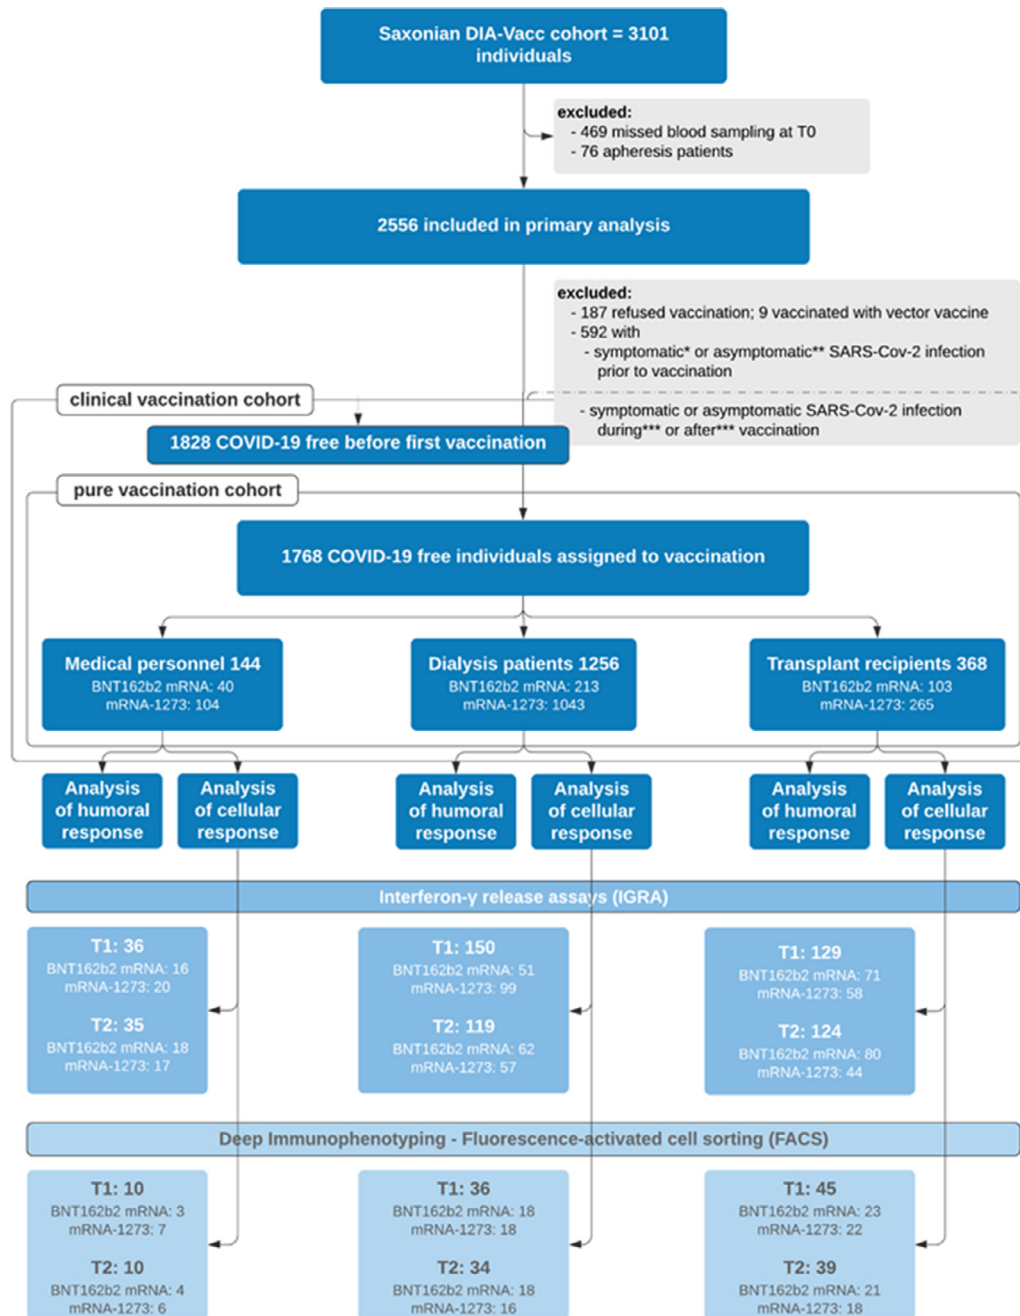 Saxonian DIA-Vacc cohort = 3101
individuals
excluded:
- 469 missed blood sampling at T0
- 76 apheresis patients
2556 included in primary analysis
excluded:
- 187 refused vaccination; 9 vaccinated with vector vaccine
- 592 with
- symptomatic* or asymptomatic** SARS-Cov-2 infection
prior to vaccination
clinical vaccination cohort
- symptomatic or asymptomatic SARS-Cov-2 infection
during*** or after*** vaccination
1828 COVID-19 free before first vaccination
pure vaccination cohort
1768 COVID-19 free individuals assigned to vaccination
Medical personnel 144
BNT162b2 mRNA: 40
mRNA-1273: 104
Dialysis patients 1256
BNT162b2 mRNA: 213
mRNA-1273: 1043
Transplant recipients 368
BNT162b2 mRNA: 103
mRNA-1273: 265
Analysis
of humoral
response
Analysis
of cellular
response
Analysis
of humoral
response
Analysis
of cellular
response
Analysis
of humoral
response
Analysis
of cellular
response
Interferon-γ release assays (IGRA)
T1: 36
BNT162b2 mRNA: 16
mRNA-1273: 20
T2: 35
BNT162b2 mRNA: 18
mRNA-1273: 17
T1: 150
BNT162b2 mRNA: 51
mRNA-1273: 99
T2: 119
BNT162b2 mRNA: 62
mRNA-1273: 57
T1: 129
BNT162b2 mRNA: 71
mRNA-1273: 58
T2: 124
BNT162b2 mRNA: 80
mRNA-1273: 44
Deep Immunophenotyping - Fluorescence-activated cell sorting (FACS)
T1: 10
BNT162b2 mRNA: 3
mRNA-1273: 7
T2: 10
BNT162b2 mRNA: 4
mRNA-1273: 6
T1: 36
BNT162b2 mRNA: 18
mRNA-1273: 18
T2: 34
BNT162b2 mRNA: 18
mRNA-1273: 16
T1: 45
BNT162b2 mRNA: 23
mRNA-1273: 22
T2: 39
BNT162b2 mRNA: 21
mRNA-1273: 18